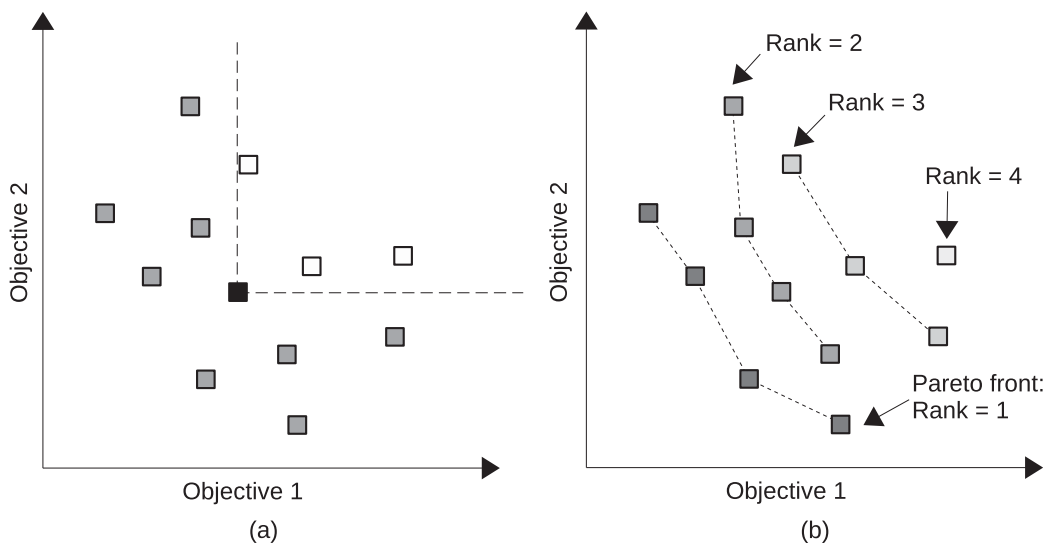 Objective 2
Objective 1
(a)
Rank = 2
Rank = 3
Rank = 4
Objective 2
Pareto front:
Rank = 1
Objective 1
(b)